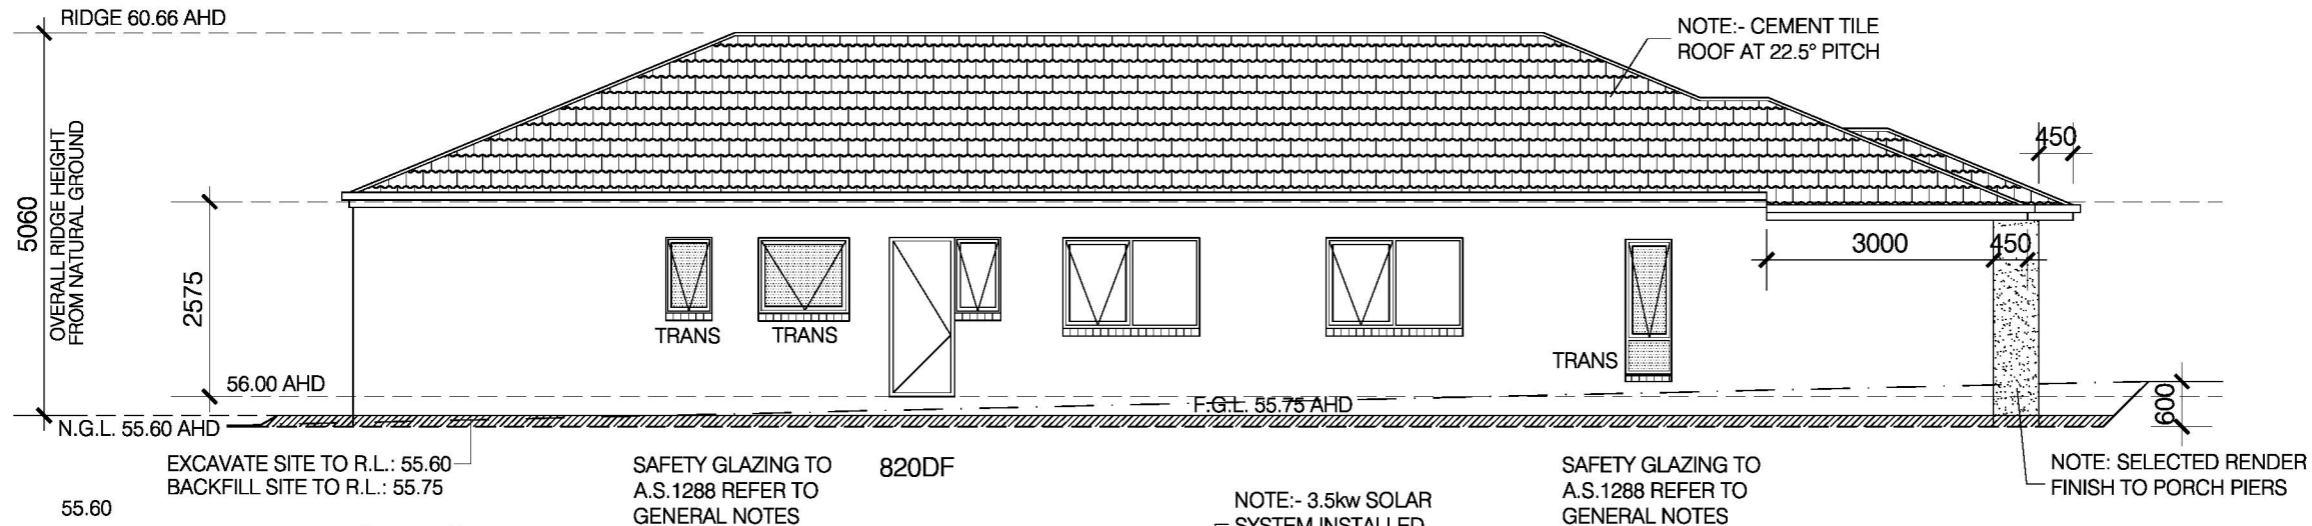 RIDGE 60.66 AHD
NOTE:- CEMENT TILE
ROOF AT 22.5° PITCH
450
5060
OVERALL RIDGE HEIGHT
FROM NATURAL GROUND
2575
3000
450
TRANS
TRANS
TRANS
56.00 AHD
F.G.L. 55.75 AHD
600
N.G.L. 55.60 AHD
EXCAVATE SITE TO R.L.: 55.60
BACKFILL SITE TO R.L.: 55.75
SAFETY GLAZING TO
A.S.1288 REFER TO
GENERAL NOTES
820DF
SAFETY GLAZING TO
A.S.1288 REFER TO
GENERAL NOTES
NOTE: SELECTED RENDER
FINISH TO PORCH PIERS
55.60
NOTE:- 3.5kw SOLAR
SYSTEM INSTALLED